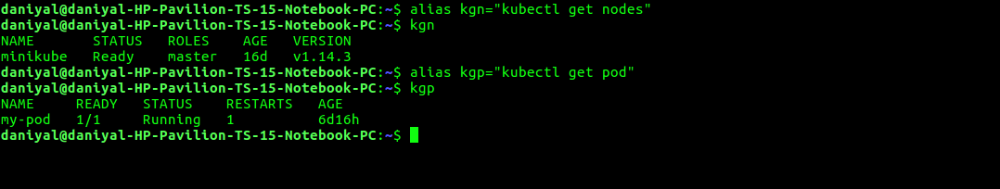 daniyal@daniyal-HP-Pavilion-TS-15-Notebook-PC:~$ alias kgn="kubectl get nodes"
daniyal@daniyal-HP-Pavilion-TS-15-Notebook-PC:~$ kgn
NAME       STATUS   ROLES    AGE   VERSION
minikube   Ready    master   16d   v1.14.3
daniyal@daniyal-HP-Pavilion-TS-15-Notebook-PC:~$ alias kgp="kubectl get pod"
daniyal@daniyal-HP-Pavilion-TS-15-Notebook-PC:~$ kgp
NAME     READY   STATUS    RESTARTS   AGE
my-pod   1/1     Running   1          6d16h
daniyal@daniyal-HP-Pavilion-TS-15-Notebook-PC:~$